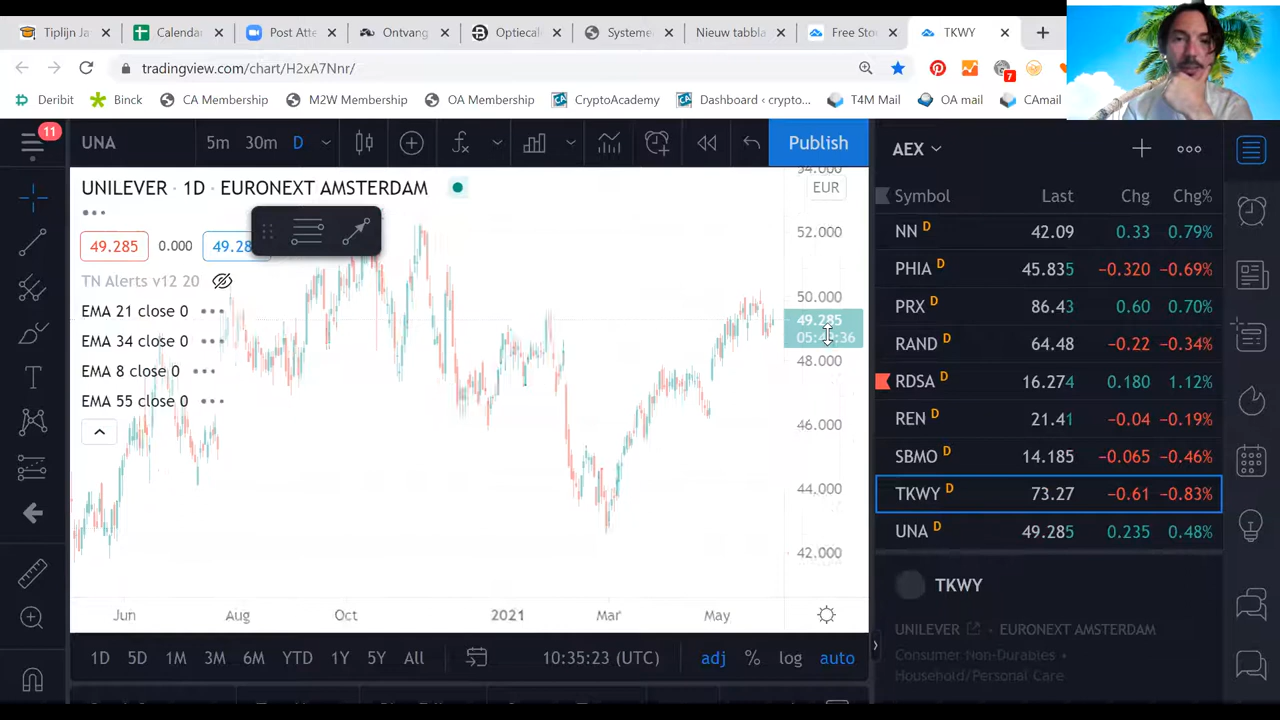 Tiplijn Ja
Calenda
Post Atte
Ontvang
Optiecale
Systeme
Nieuw tabbla
Free Sto
TKWY
tradingview.com/chart/H2xA7Nnr/
7
Deribit
Binck
CA Membership
M2W Membership
OA Membership
CryptoAcademy
Dashboard ‹ crypto...
T4M Mail
OA mail
CAmail
11
UNA
5m
30m
D
Publish
UNILEVER · 1D · EURONEXT AMSTERDAM
EUR
49.285
0.000
49.28
TN Alerts v12 20
EMA 21 close 0
EMA 34 close 0
EMA 8 close 0
EMA 55 close 0
54.000
52.000
50.000
49.285
48.000
46.000
44.000
42.000
Jun
Aug
Oct
2021
Mar
May
1D
5D
1M
3M
6M
YTD
1Y
5Y
All
10:35:23 (UTC)
adj
%
log
auto
AEX
Symbol Last Chg Chg%
NN D 42.09 0.33 0.79%
PHIA D 45.835 −0.320 −0.69%
PRX D 86.43 0.60 0.70%
RAND D 64.48 −0.22 −0.34%
RDSA D 16.274 0.180 1.12%
REN D 21.41 −0.04 −0.19%
SBMO D 14.185 −0.065 −0.46%
TKWY D 73.27 −0.61 −0.83%
UNA D 49.285 0.235 0.48%
TKWY
UNILEVER · EURONEXT AMSTERDAM
Consumer Non-Durables •
Household/Personal Care